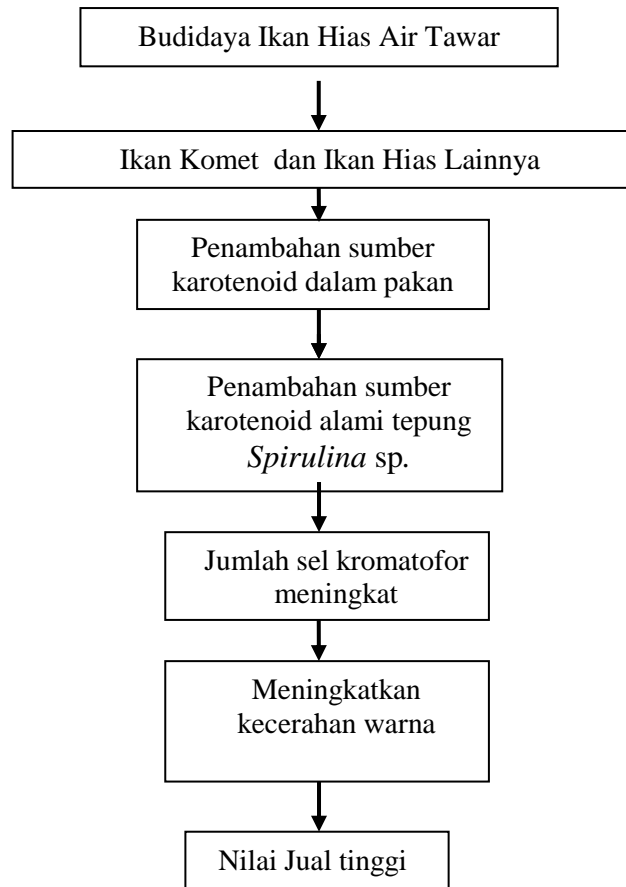 Budidaya Ikan Hias Air Tawar
Ikan Komet dan Ikan Hias Lainnya
Penambahan sumber
karotenoid dalam pakan
Penambahan sumber
karotenoid alami tepung
Spirulina sp.
Jumlah sel kromatofor
meningkat
Meningkatkan
kecerahan warna
Nilai Jual tinggi